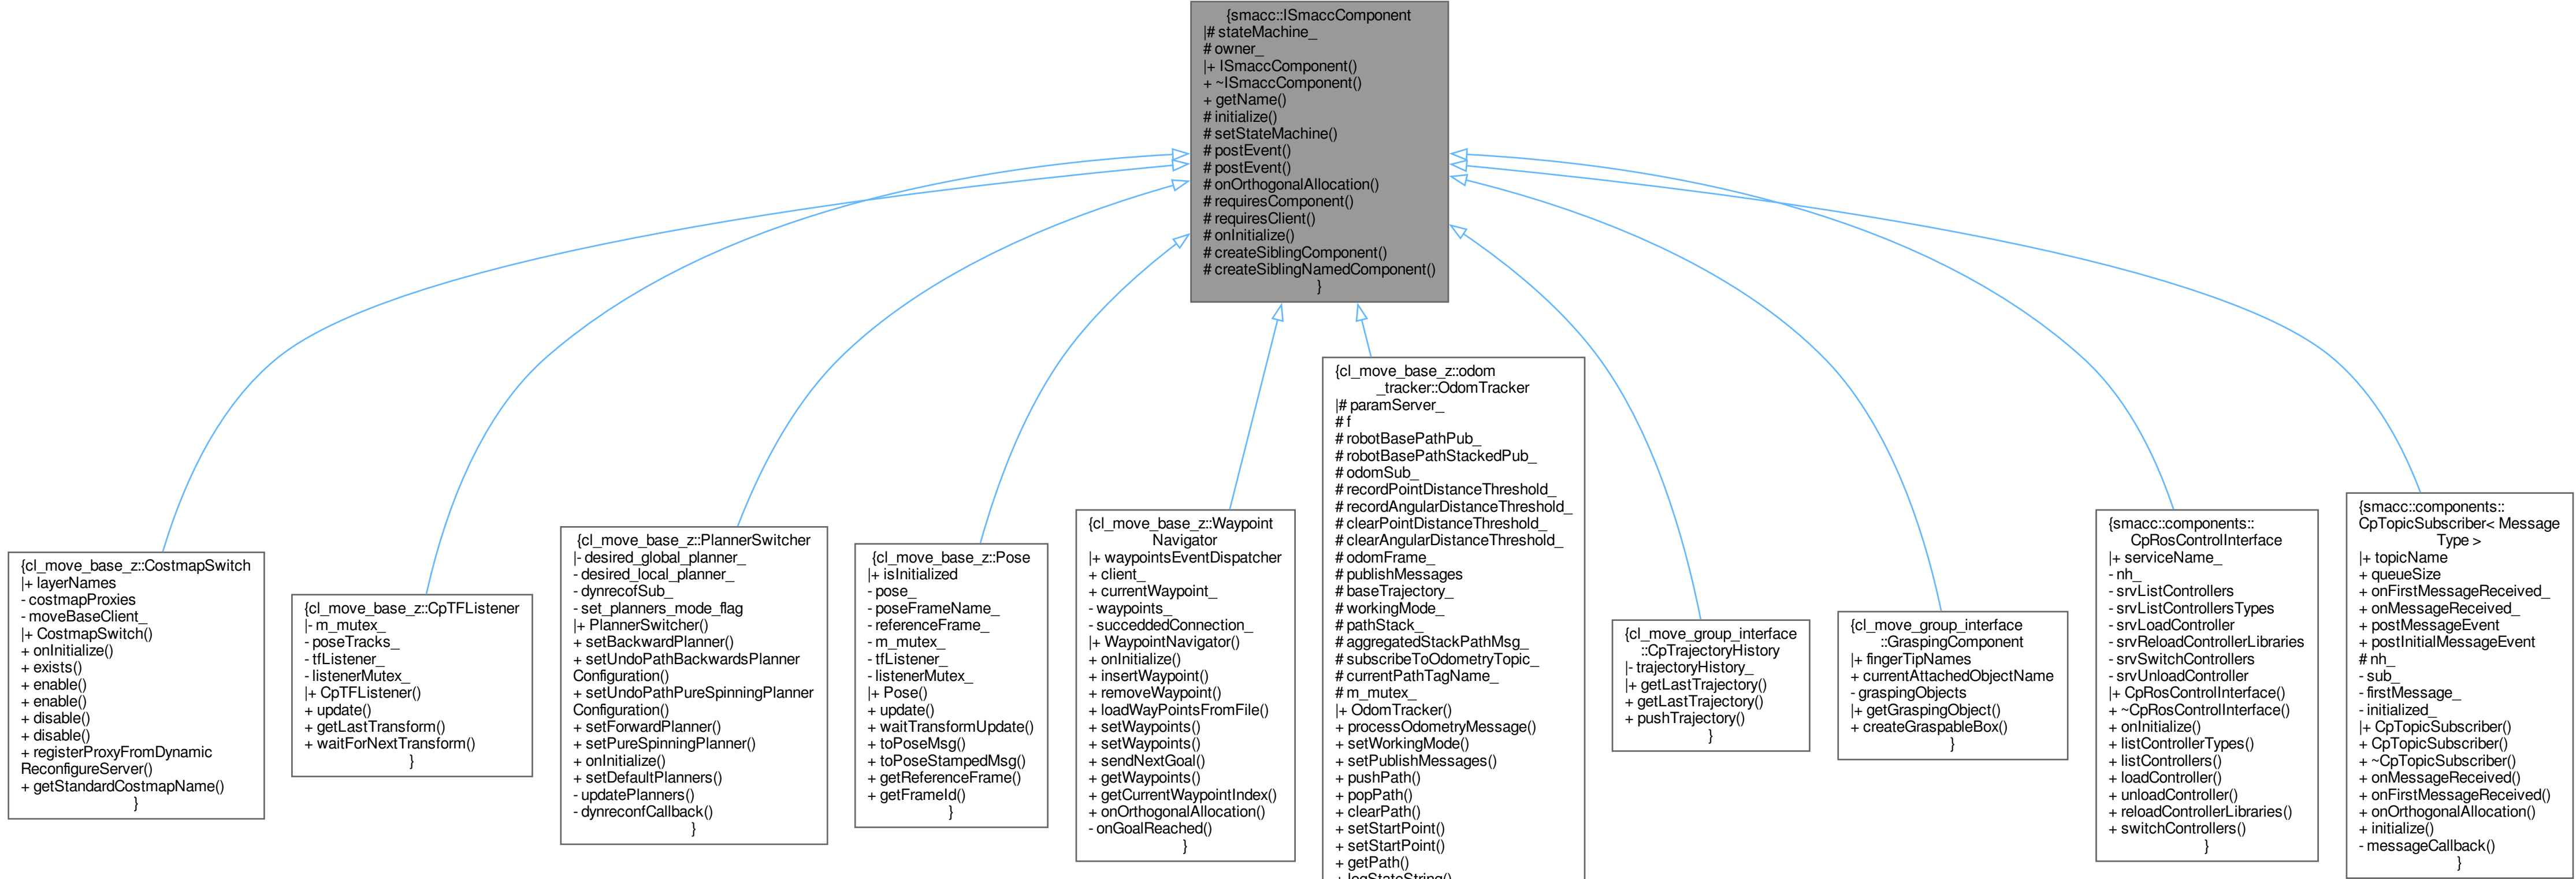 {smacc::ISmaccComponent
|# stateMachine_
# owner_
|+ ISmaccComponent()
+ ~ISmaccComponent()
+ getName()
# initialize()
# setStateMachine()
# postEvent()
# postEvent()
# onOrthogonalAllocation()
# requiresComponent()
# requiresClient()
# onInitialize()
# createSiblingComponent()
# createSiblingNamedComponent()
}
{cl_move_base_z::CostmapSwitch
|+ layerNames
- costmapProxies
- moveBaseClient_
|+ CostmapSwitch()
+ onInitialize()
+ exists()
+ enable()
+ enable()
+ disable()
+ disable()
+ registerProxyFromDynamic
ReconfigureServer()
+ getStandardCostmapName()
}
{cl_move_base_z::CpTFListener
|- m_mutex_
- poseTracks_
- tfListener_
- listenerMutex_
|+ CpTFListener()
+ update()
+ getLastTransform()
+ waitForNextTransform()
}
{cl_move_base_z::PlannerSwitcher
|- desired_global_planner_
- desired_local_planner_
- dynrecofSub_
- set_planners_mode_flag
|+ PlannerSwitcher()
+ setBackwardPlanner()
+ setUndoPathBackwardsPlanner
Configuration()
+ setUndoPathPureSpinningPlanner
Configuration()
+ setForwardPlanner()
+ setPureSpinningPlanner()
+ onInitialize()
+ setDefaultPlanners()
- updatePlanners()
- dynreconfCallback()
}
{cl_move_base_z::Pose
|+ isInitialized
- pose_
- poseFrameName_
- referenceFrame_
- m_mutex_
- tfListener_
- listenerMutex_
|+ Pose()
+ update()
+ waitTransformUpdate()
+ toPoseMsg()
+ toPoseStampedMsg()
+ getReferenceFrame()
+ getFrameId()
}
{cl_move_base_z::Waypoint
Navigator
|+ waypointsEventDispatcher
+ client_
+ currentWaypoint_
- waypoints_
- succeddedConnection_
|+ WaypointNavigator()
+ onInitialize()
+ insertWaypoint()
+ removeWaypoint()
+ loadWayPointsFromFile()
+ setWaypoints()
+ setWaypoints()
+ sendNextGoal()
+ getWaypoints()
+ getCurrentWaypointIndex()
+ onOrthogonalAllocation()
- onGoalReached()
}
{cl_move_base_z::odom
_tracker::OdomTracker
|# paramServer_
# f
# robotBasePathPub_
# robotBasePathStackedPub_
# odomSub_
# recordPointDistanceThreshold_
# recordAngularDistanceThreshold_
# clearPointDistanceThreshold_
# clearAngularDistanceThreshold_
# odomFrame_
# publishMessages
# baseTrajectory_
# workingMode_
# pathStack_
# aggregatedStackPathMsg_
# subscribeToOdometryTopic_
# currentPathTagName_
# m_mutex_
|+ OdomTracker()
+ processOdometryMessage()
+ setWorkingMode()
+ setPublishMessages()
+ pushPath()
+ popPath()
+ clearPath()
+ setStartPoint()
+ setStartPoint()
+ getPath()
+ logStateString()
{cl_move_group_interface
::CpTrajectoryHistory
|- trajectoryHistory_
|+ getLastTrajectory()
+ getLastTrajectory()
+ pushTrajectory()
}
{cl_move_group_interface
::GraspingComponent
|+ fingerTipNames
+ currentAttachedObjectName
- graspingObjects
|+ getGraspingObject()
+ createGraspableBox()
}
{smacc::components::
CpRosControlInterface
|+ serviceName_
- nh_
- srvListControllers
- srvListControllersTypes
- srvLoadController
- srvReloadControllerLibraries
- srvSwitchControllers
- srvUnloadController
|+ CpRosControlInterface()
+ ~CpRosControlInterface()
+ onInitialize()
+ listControllerTypes()
+ listControllers()
+ loadController()
+ unloadController()
+ reloadControllerLibraries()
+ switchControllers()
}
{smacc::components::
CpTopicSubscriber< Message
Type >
|+ topicName
+ queueSize
+ onFirstMessageReceived_
+ onMessageReceived_
+ postMessageEvent
+ postInitialMessageEvent
# nh_
- sub_
- firstMessage_
- initialized_
|+ CpTopicSubscriber()
+ CpTopicSubscriber()
+ ~CpTopicSubscriber()
+ onMessageReceived()
+ onFirstMessageReceived()
+ onOrthogonalAllocation()
+ initialize()
- messageCallback()
}